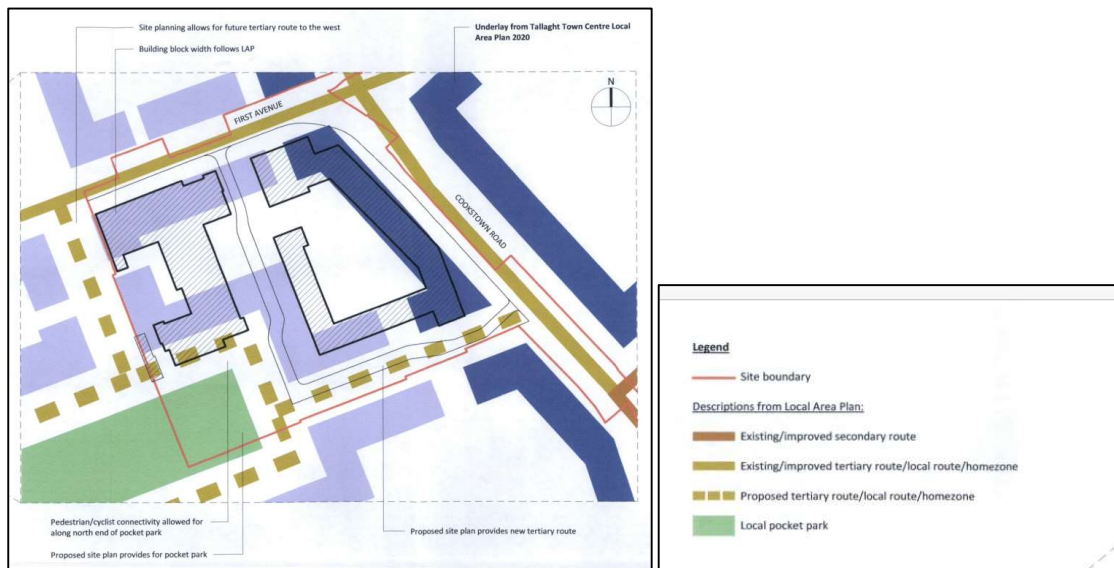 Site planning allows for future tertiary route to the west
Building block width follows LAP
Underlay from Tallaght Town Centre Local
Area Plan 2020
N
FIRST AVENUE
COOKSTOWN ROAD
Pedestrian/cyclist connectivity allowed for
along north end of pocket park
Proposed site plan provides for pocket park
Proposed site plan provides new tertiary route
Legend
Site boundary
Descriptions from Local Area Plan:
Existing/improved secondary route
Existing/improved tertiary route/local route/homezone
Proposed tertiary route/local route/homezone
Local pocket park